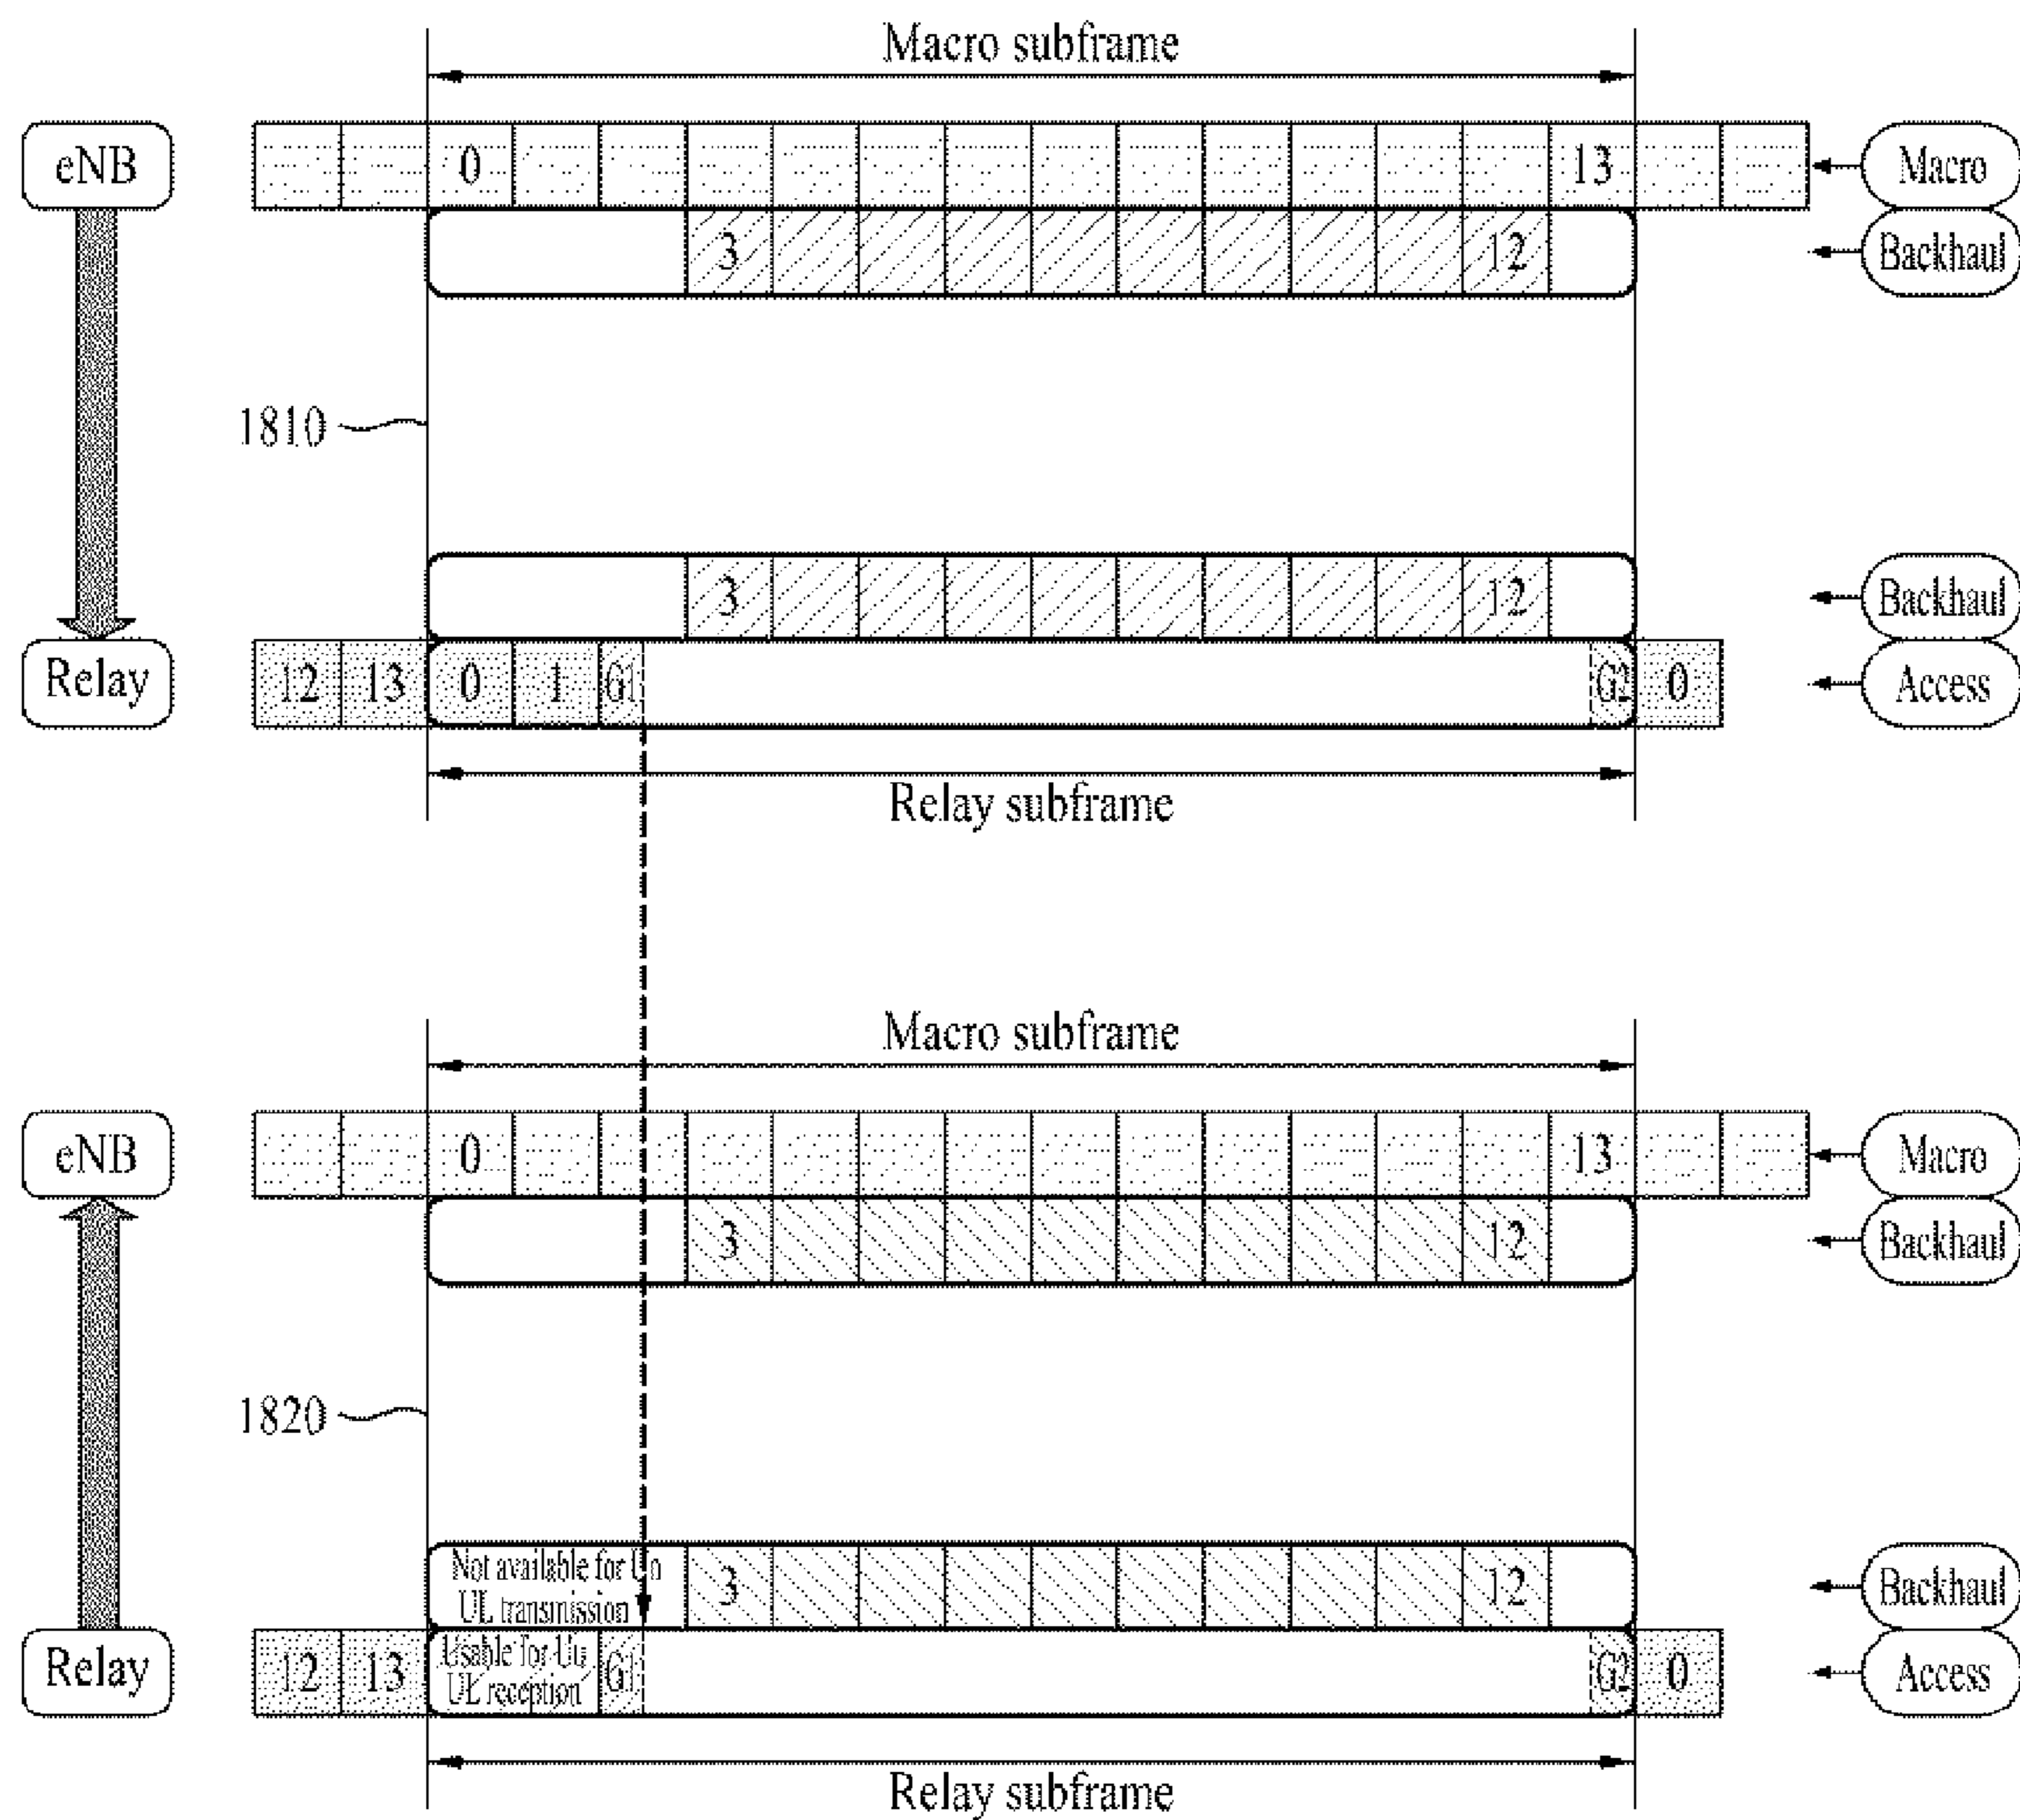 Macro subframe
eNB
0
13
Macro
3
12
Backhaul
1810
3
12
Backhaul
Relay
12
13
0
1
G1
G2
0
Access
Relay subframe
Macro subframe
eNB
0
13
Macro
3
12
Backhaul
1820
Not available for Un
UL transmission
3
12
Backhaul
Relay
12
13
Usable for Uu
UL reception
G1
G2
0
Access
Relay subframe